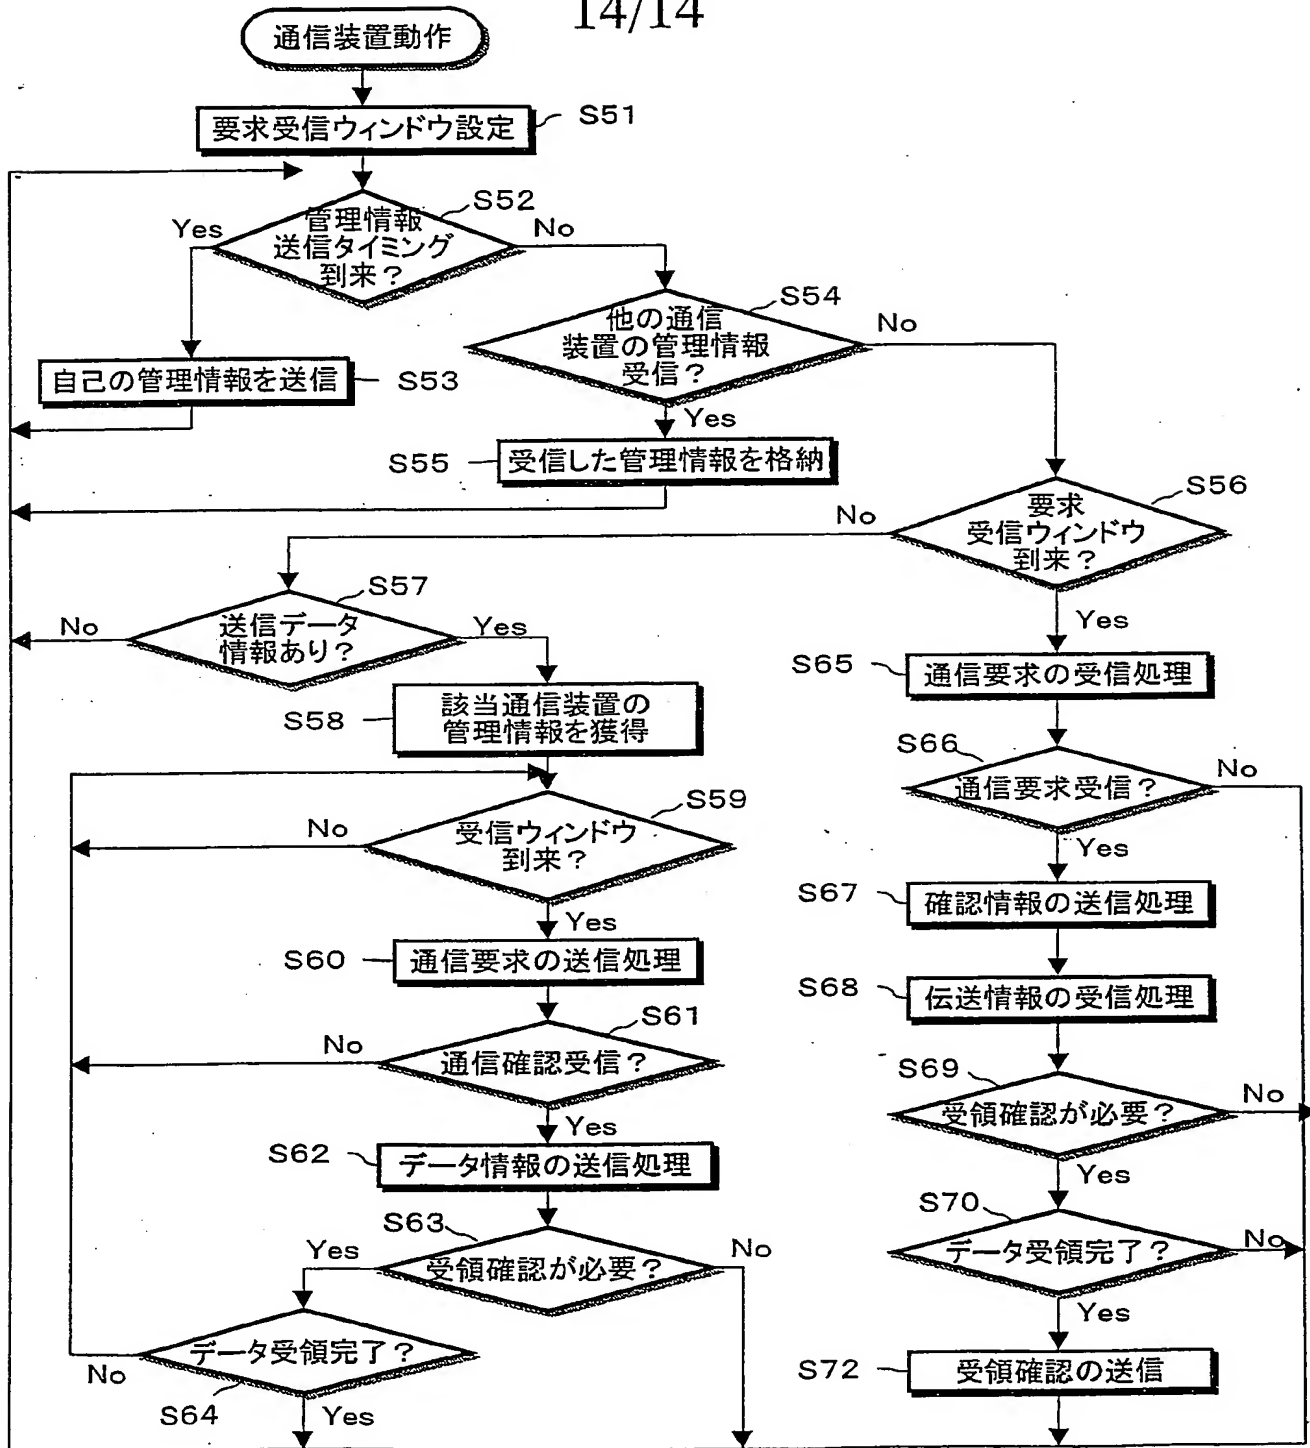 14/14
通信装置動作
要求受信ウィンドウ設定
S51
S52
管理情報
送信タイミング
到来?
Yes
No
自己の管理情報を送信
S53
S54
他の通信
装置の管理情報
受信?
No
Yes
S55
受信した管理情報を格納
S56
要求
受信ウィンドウ
到来?
No
Yes
S57
送信データ
情報あり?
No
Yes
S58
該当通信装置の
管理情報を獲得
S59
受信ウィンドウ
到来?
No
Yes
S60
通信要求の送信処理
S61
通信確認受信?
No
Yes
S62
データ情報の送信処理
S63
受領確認が必要?
Yes
No
データ受領完了?
No
S64
Yes
S65
通信要求の受信処理
S66
通信要求受信?
No
Yes
S67
確認情報の送信処理
S68
伝送情報の受信処理
S69
受領確認が必要?
No
Yes
S70
データ受領完了?
No
Yes
S72
受領確認の送信